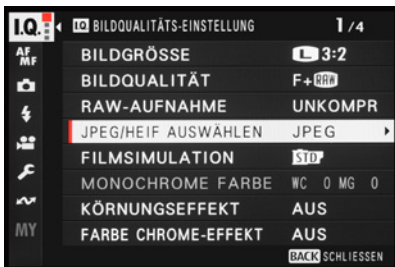 I.Q. IQ BILDQUALITÄTS-EINSTELLUNG 1/4
AF MF
BILDGRÖSSE L 3:2
BILDQUALITÄT F+RAW
RAW-AUFNAHME UNKOMPR
JPEG/HEIF AUSWÄHLEN JPEG
FILMSIMULATION STD
MONOCHROME FARBE WC 0 MG 0
KÖRNUNGSEFFEKT AUS
MY FARBE CHROME-EFFEKT AUS
BACK SCHLIESSEN